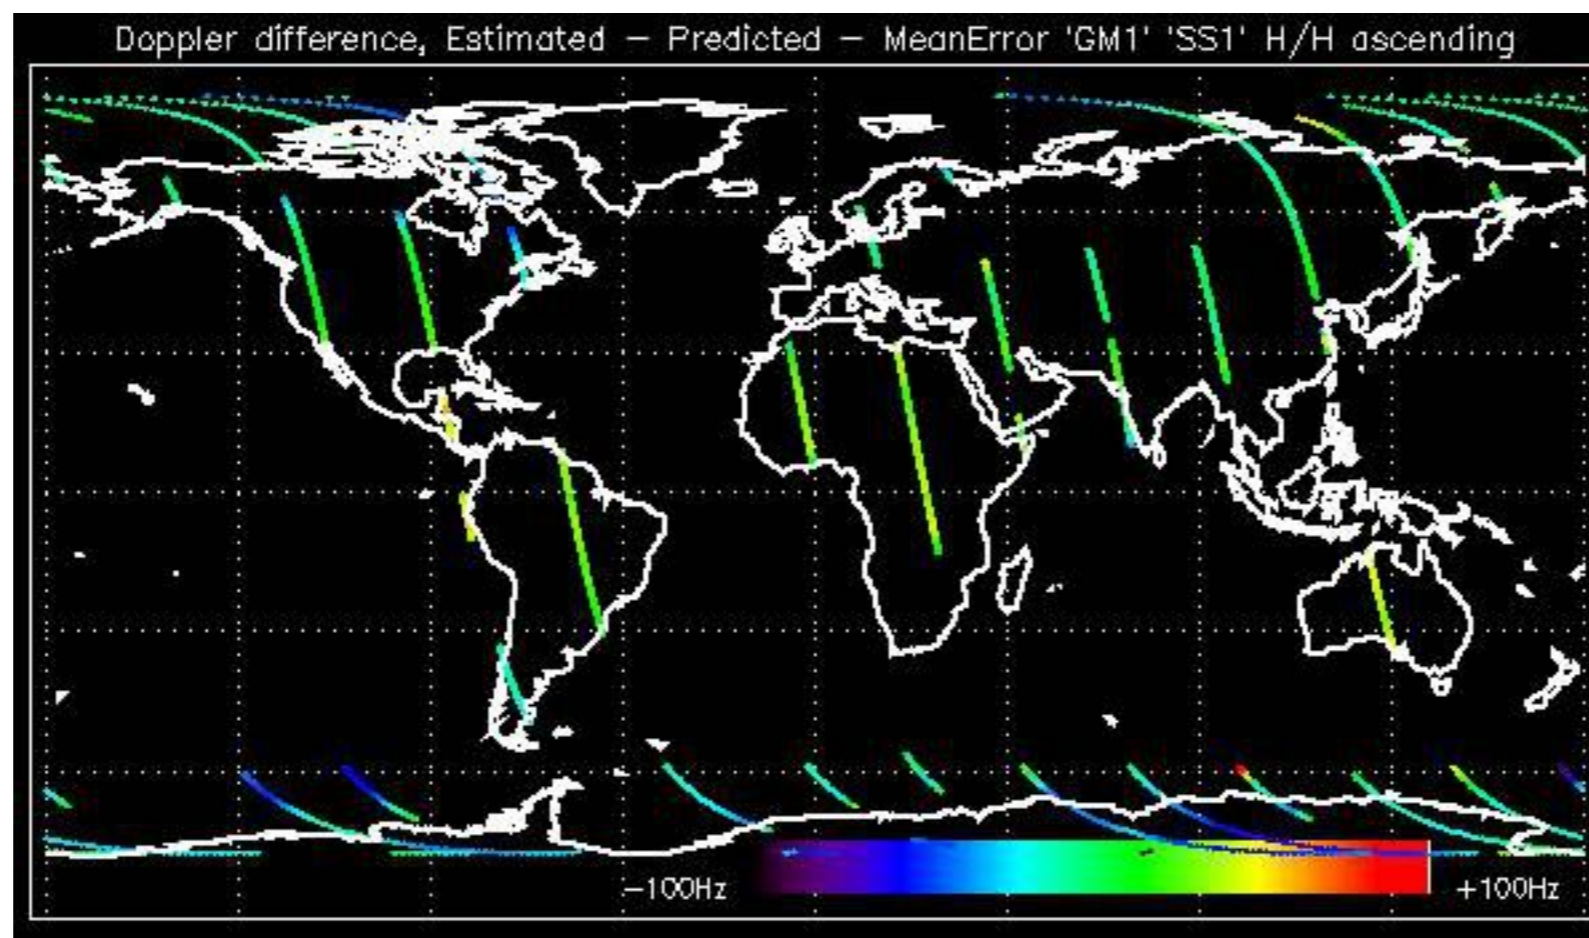 Doppler difference, Estimated – Predicted – MeanError 'GM1' 'SS1' H/H ascending
-100Hz
+100Hz